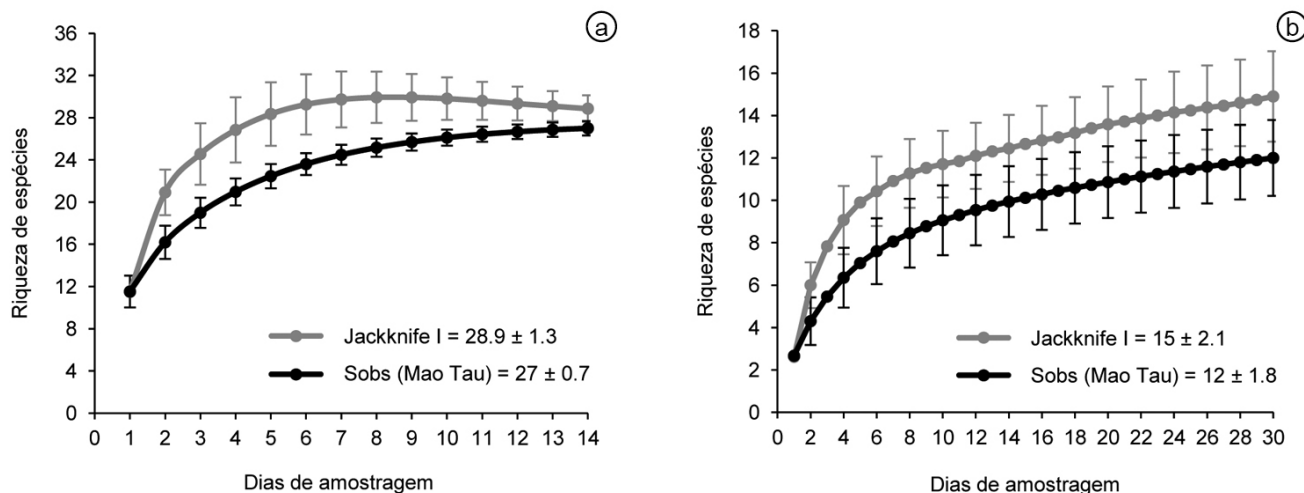 a
Riqueza de espécies
36
32
28
24
20
16
12
8
4
0
Jackknife I = 28.9 ± 1.3
Sobs (Mao Tau) = 27 ± 0.7
0 1 2 3 4 5 6 7 8 9 10 11 12 13 14
Dias de amostragem
b
Riqueza de espécies
18
16
14
12
10
8
6
4
2
0
Jackknife I = 15 ± 2.1
Sobs (Mao Tau) = 12 ± 1.8
0 2 4 6 8 10 12 14 16 18 20 22 24 26 28 30
Dias de amostragem